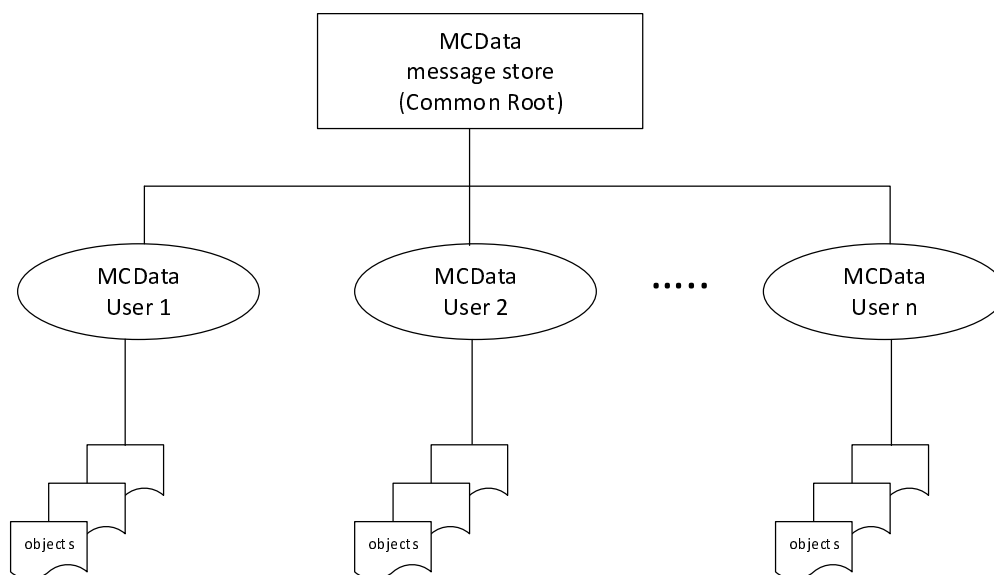 MCData
message store
(Common Root)
MCData
User 1
MCData
User 2
.....
MCData
User n
objects
objects
objects